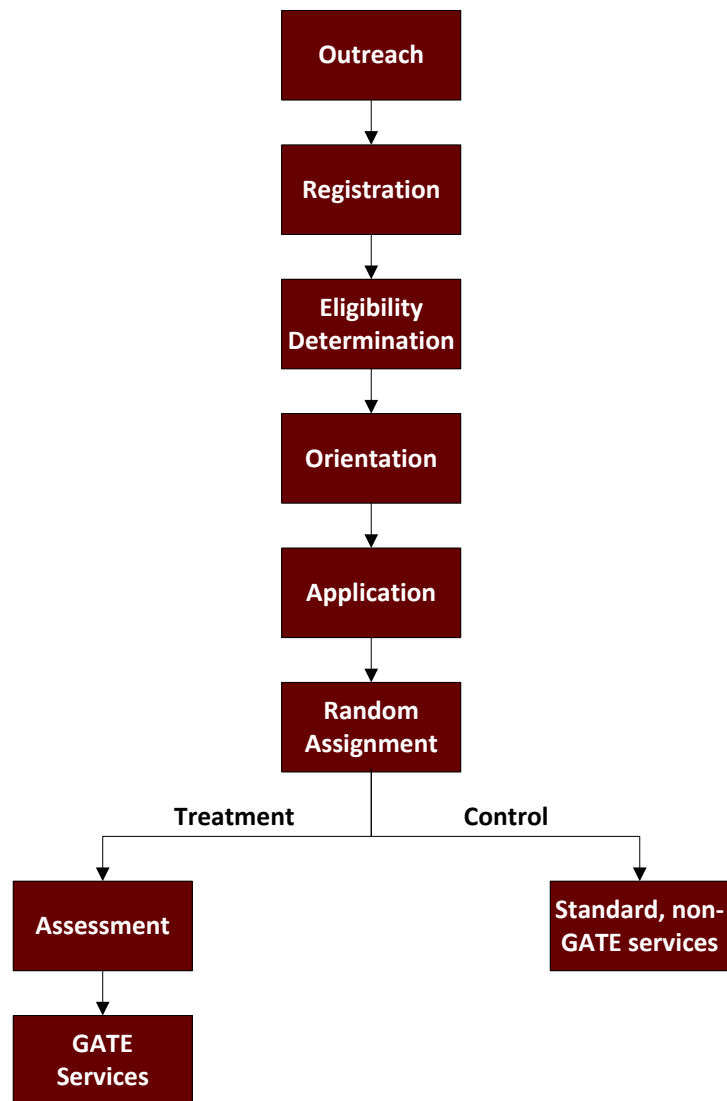 Outreach
Registration
Eligibility
Determination
Orientation
Application
Random
Assignment
Treatment
Control
Assessment
Standard, non-
GATE services
GATE
Services